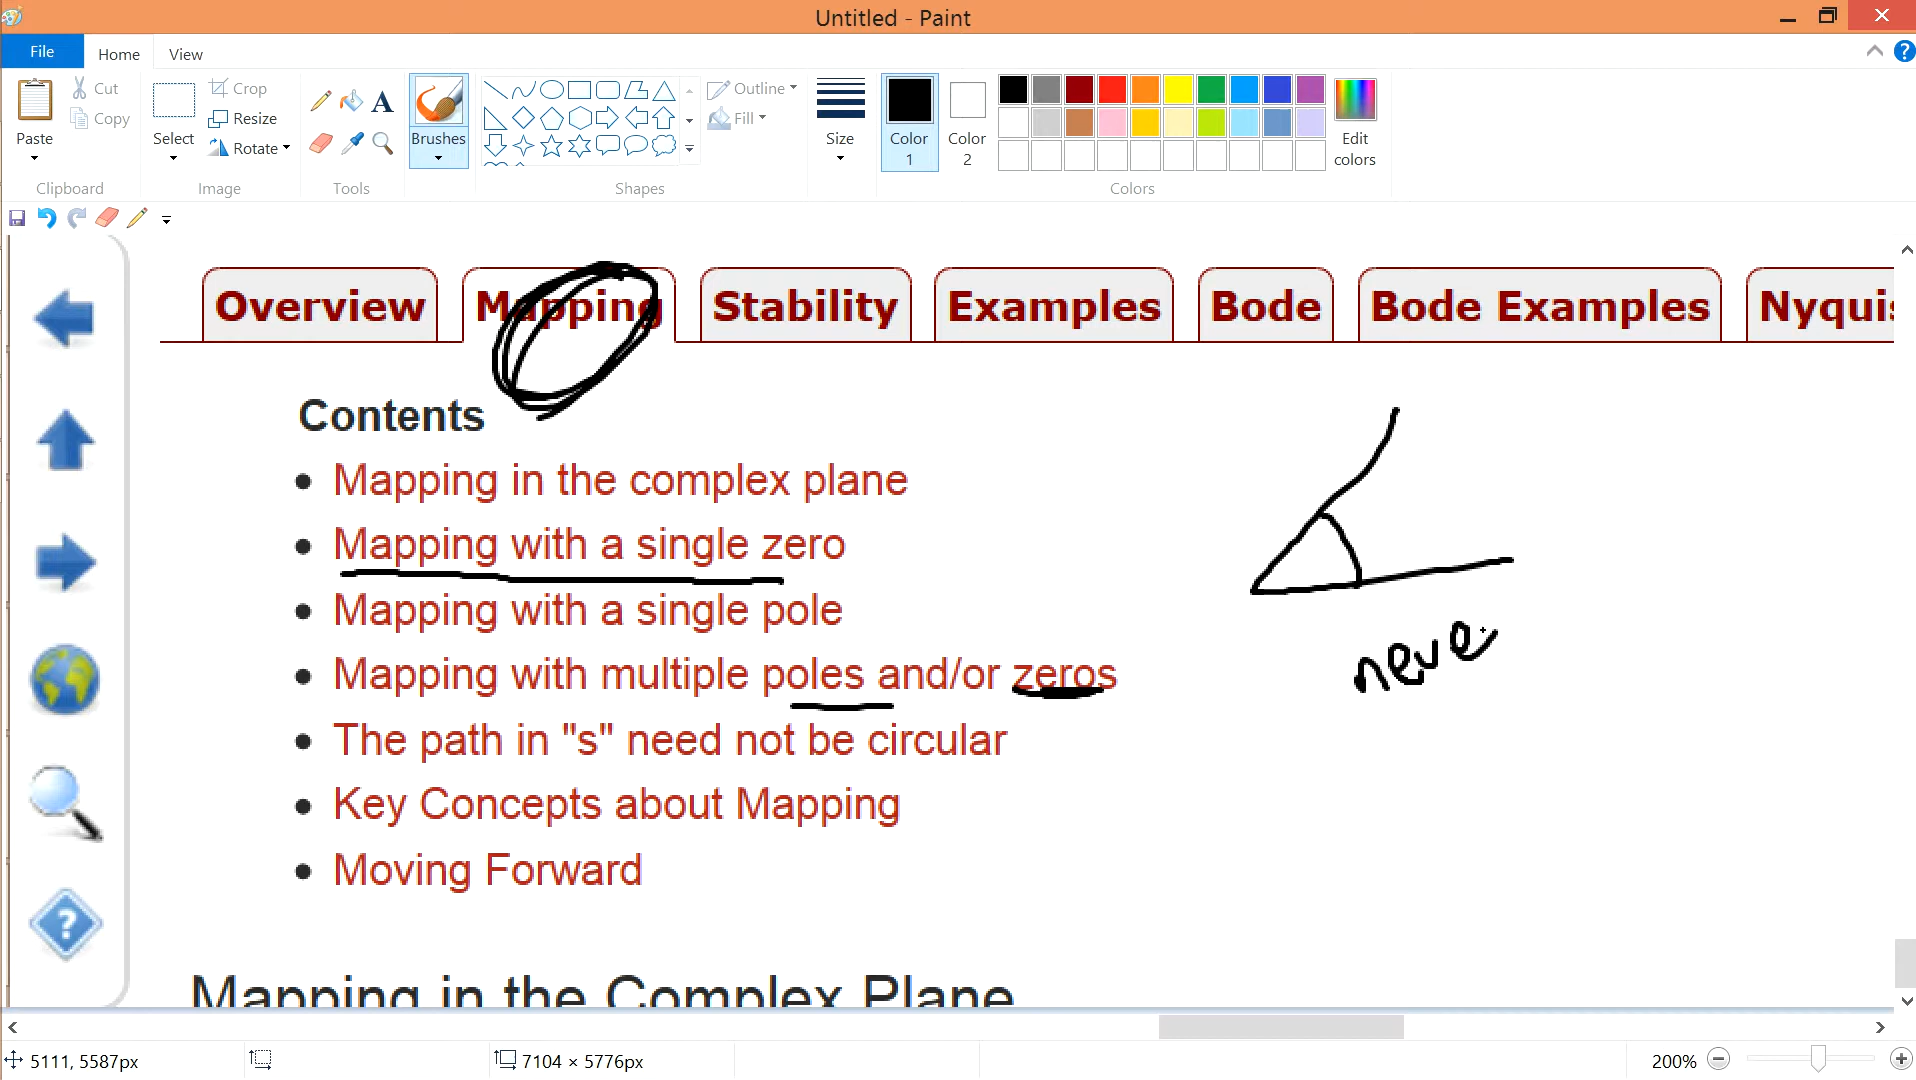 Untitled - Paint
File Home View
Paste Cut Copy Select Crop Resize Rotate Brushes Outline Fill Size Color 1 Color 2 Edit colors
Clipboard Image Tools Shapes Colors
Overview Mapping Stability Examples Bode Bode Examples Nyquis
Contents
Mapping in the complex plane
Mapping with a single zero
Mapping with a single pole
Mapping with multiple poles and/or zeros
The path in "s" need not be circular
Key Concepts about Mapping
Moving Forward
neve
Mapping in the Complex Plane
5111, 5587px 7104 × 5776px 200%